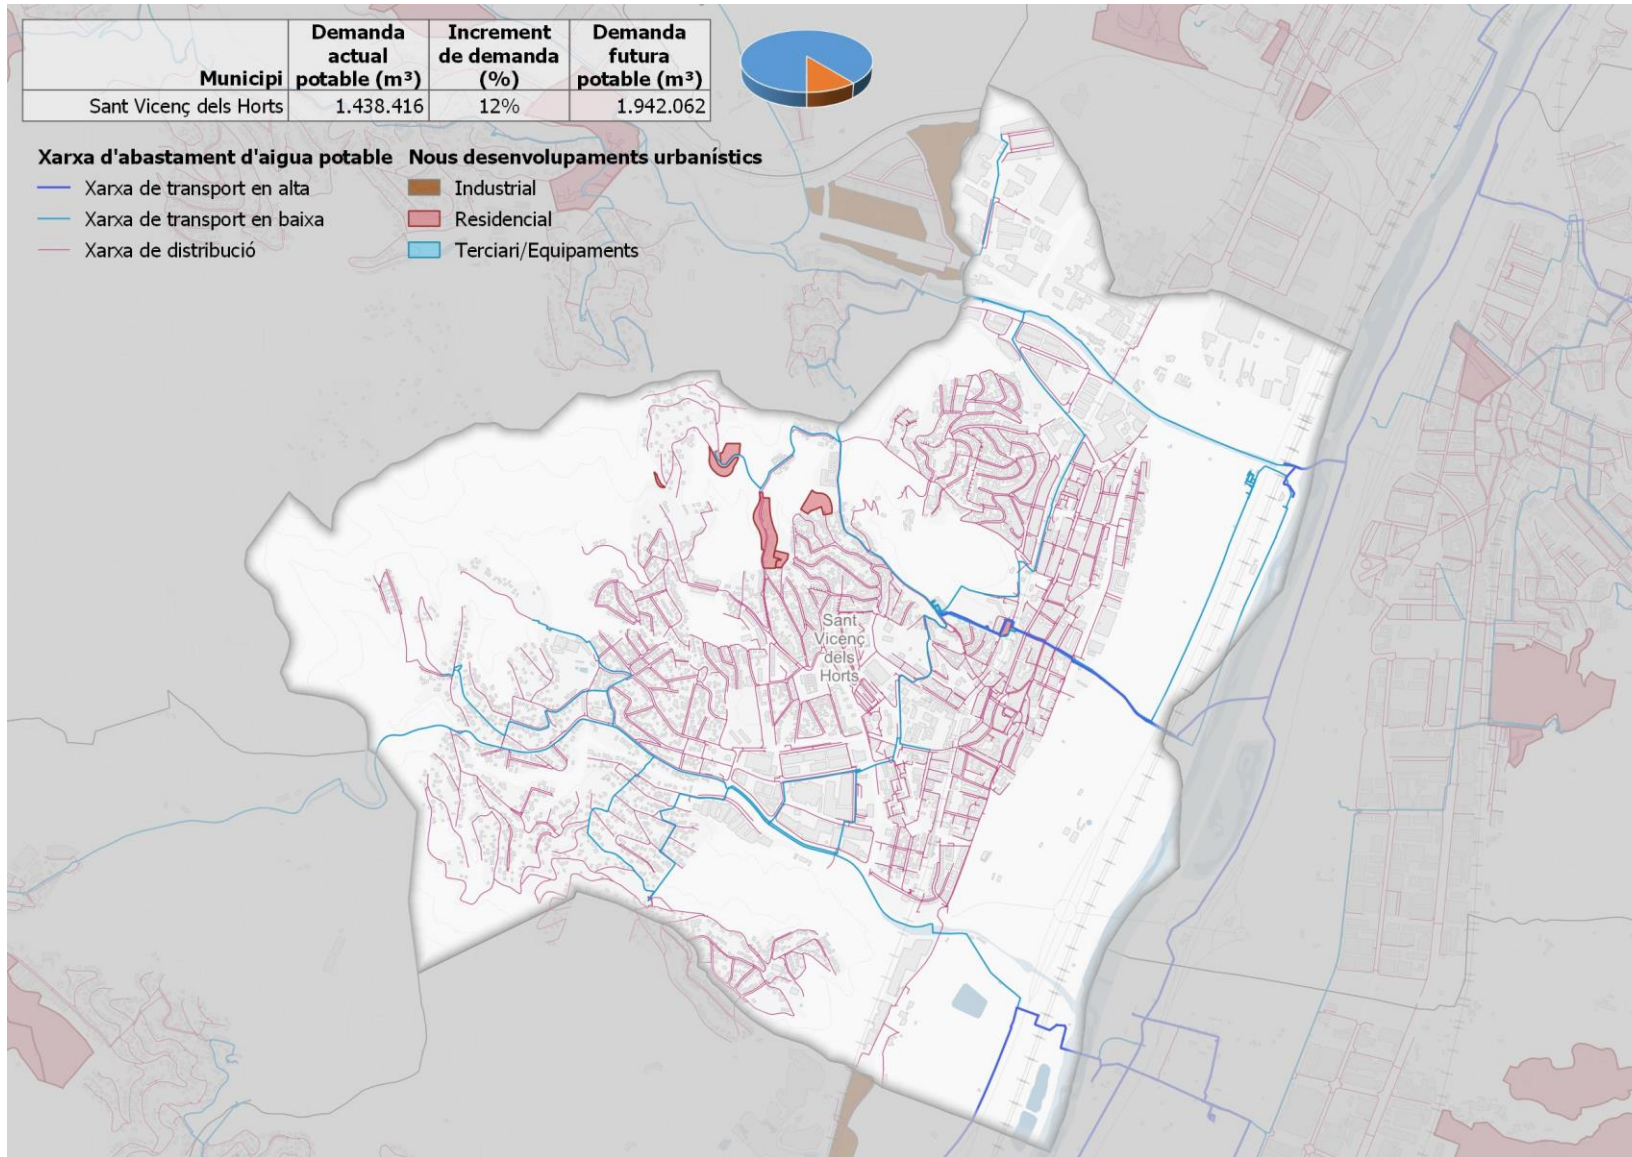 Municipi
Demanda
actual
potable (m³)
Increment
de demanda
(%)
Demanda
futura
potable (m³)
Sant Vicenç dels Horts 1.438.416 12% 1.942.062
Xarxa d'abastament d'aigua potable
Xarxa de transport en alta
Xarxa de transport en baixa
Xarxa de distribució
Nous desenvolupaments urbanístics
Industrial
Residencial
Terciari/Equipaments
Sant
Vicenç
dels
Horts